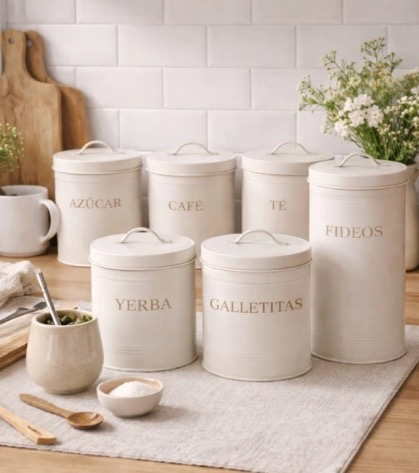 AZÚCAR
CAFÉ
TÉ
FIDEOS
YERBA
GALLETITAS